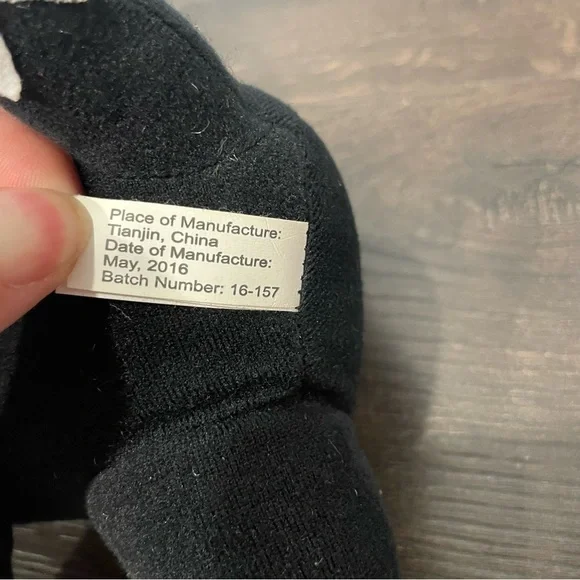 Place of Manufacture:
Tianjin, China
Date of Manufacture:
May, 2016
Batch Number: 16-157